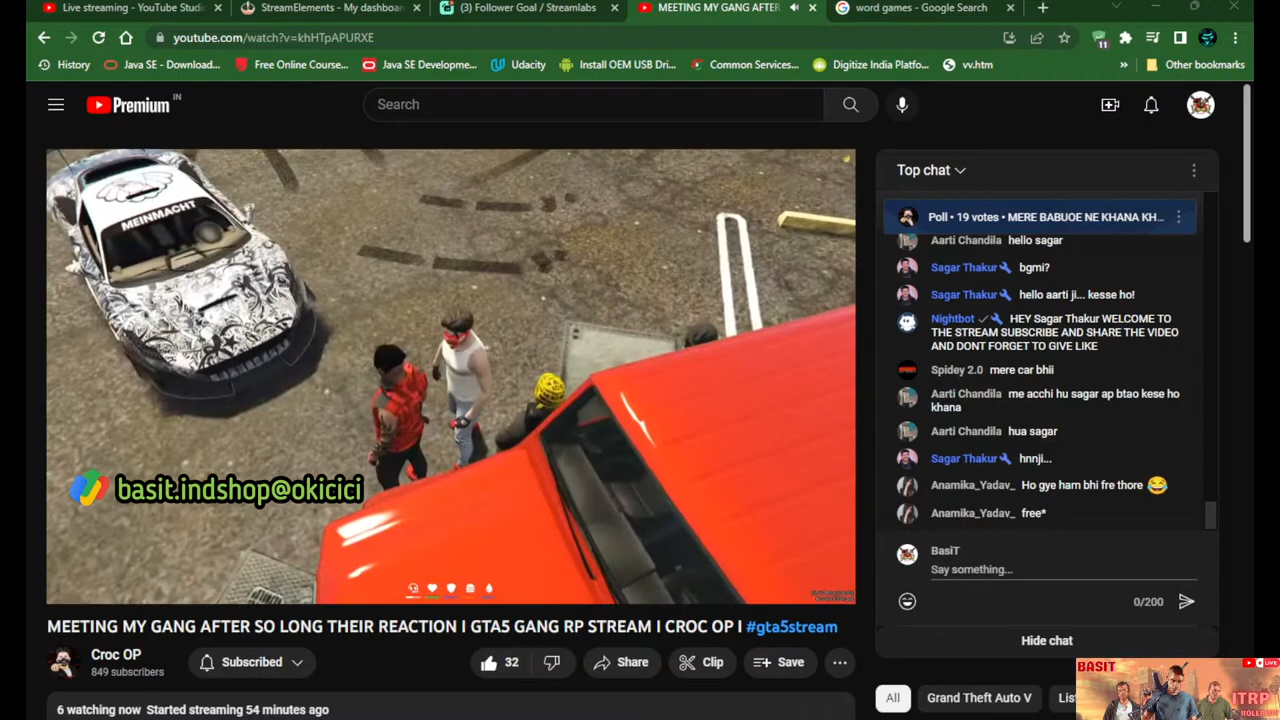 Live streaming - YouTube Studi
StreamElements - My dashboar
(3) Follower Goal / Streamlabs
MEETING MY GANG AFTER
word games - Google Search
youtube.com/watch?v=khHTpAPURXE
11
History
Java SE - Download...
Free Online Course...
Java SE Developme...
Udacity
Install OEM USB Driv...
Common Services...
Digitize India Platfo...
vv.htm
»
Other bookmarks
Premium IN
Search
MEINMACHT
basit.indshop@okicici
Top chat
Poll • 19 votes • MERE BABUOE NE KHANA KH...
Aarti Chandila hello sagar
Sagar Thakur bgmi?
Sagar Thakur hello aarti ji... kesse ho!
Nightbot HEY Sagar Thakur WELCOME TO
THE STREAM SUBSCRIBE AND SHARE THE VIDEO
AND DONT FORGET TO GIVE LIKE
Spidey 2.0 mere car bhii
Aarti Chandila me acchi hu sagar ap btao kese ho
khana
Aarti Chandila hua sagar
Sagar Thakur hnnji...
Anamika_Yadav_ Ho gye ham bhi fre thore 😂
Anamika_Yadav_ free*
BasiT
Say something...
0/200
Hide chat
MEETING MY GANG AFTER SO LONG THEIR REACTION I GTA5 GANG RP STREAM I CROC OP I #gta5stream
Croc OP
849 subscribers
Subscribed
32
Share
Clip
Save
6 watching now Started streaming 54 minutes ago
All
Grand Theft Auto V
BASIT
LIVE
ITRP
ROLEPL